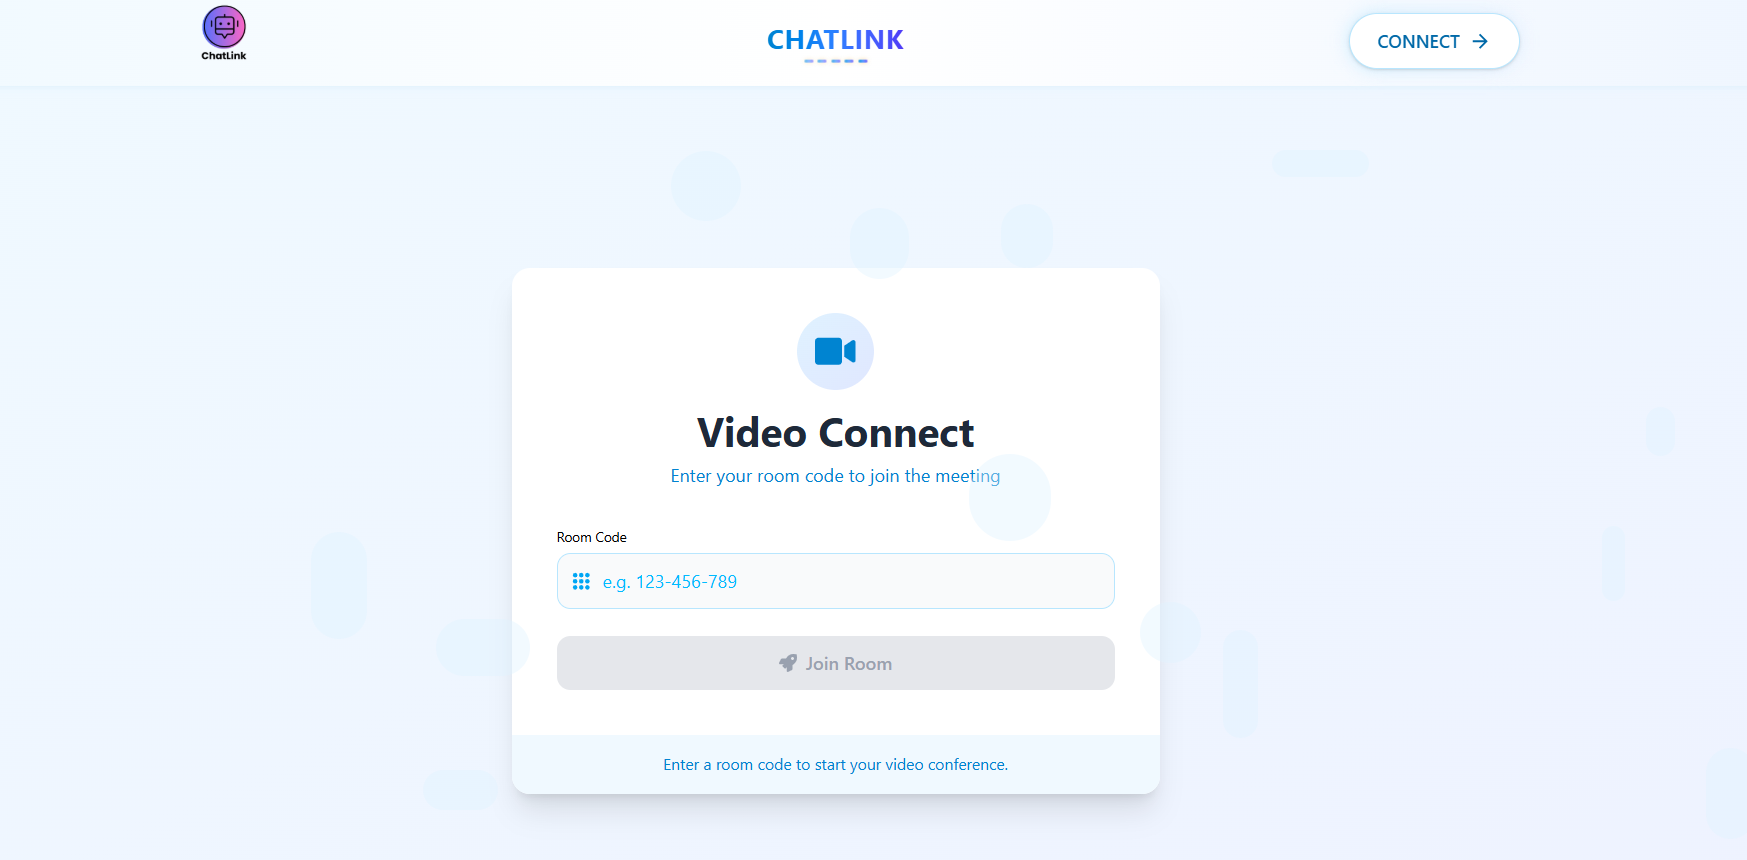 ChatLink
CHATLINK
CONNECT
Video Connect
Enter your room code to join the meeting
Room Code
e.g. 123-456-789
Join Room
Enter a room code to start your video conference.